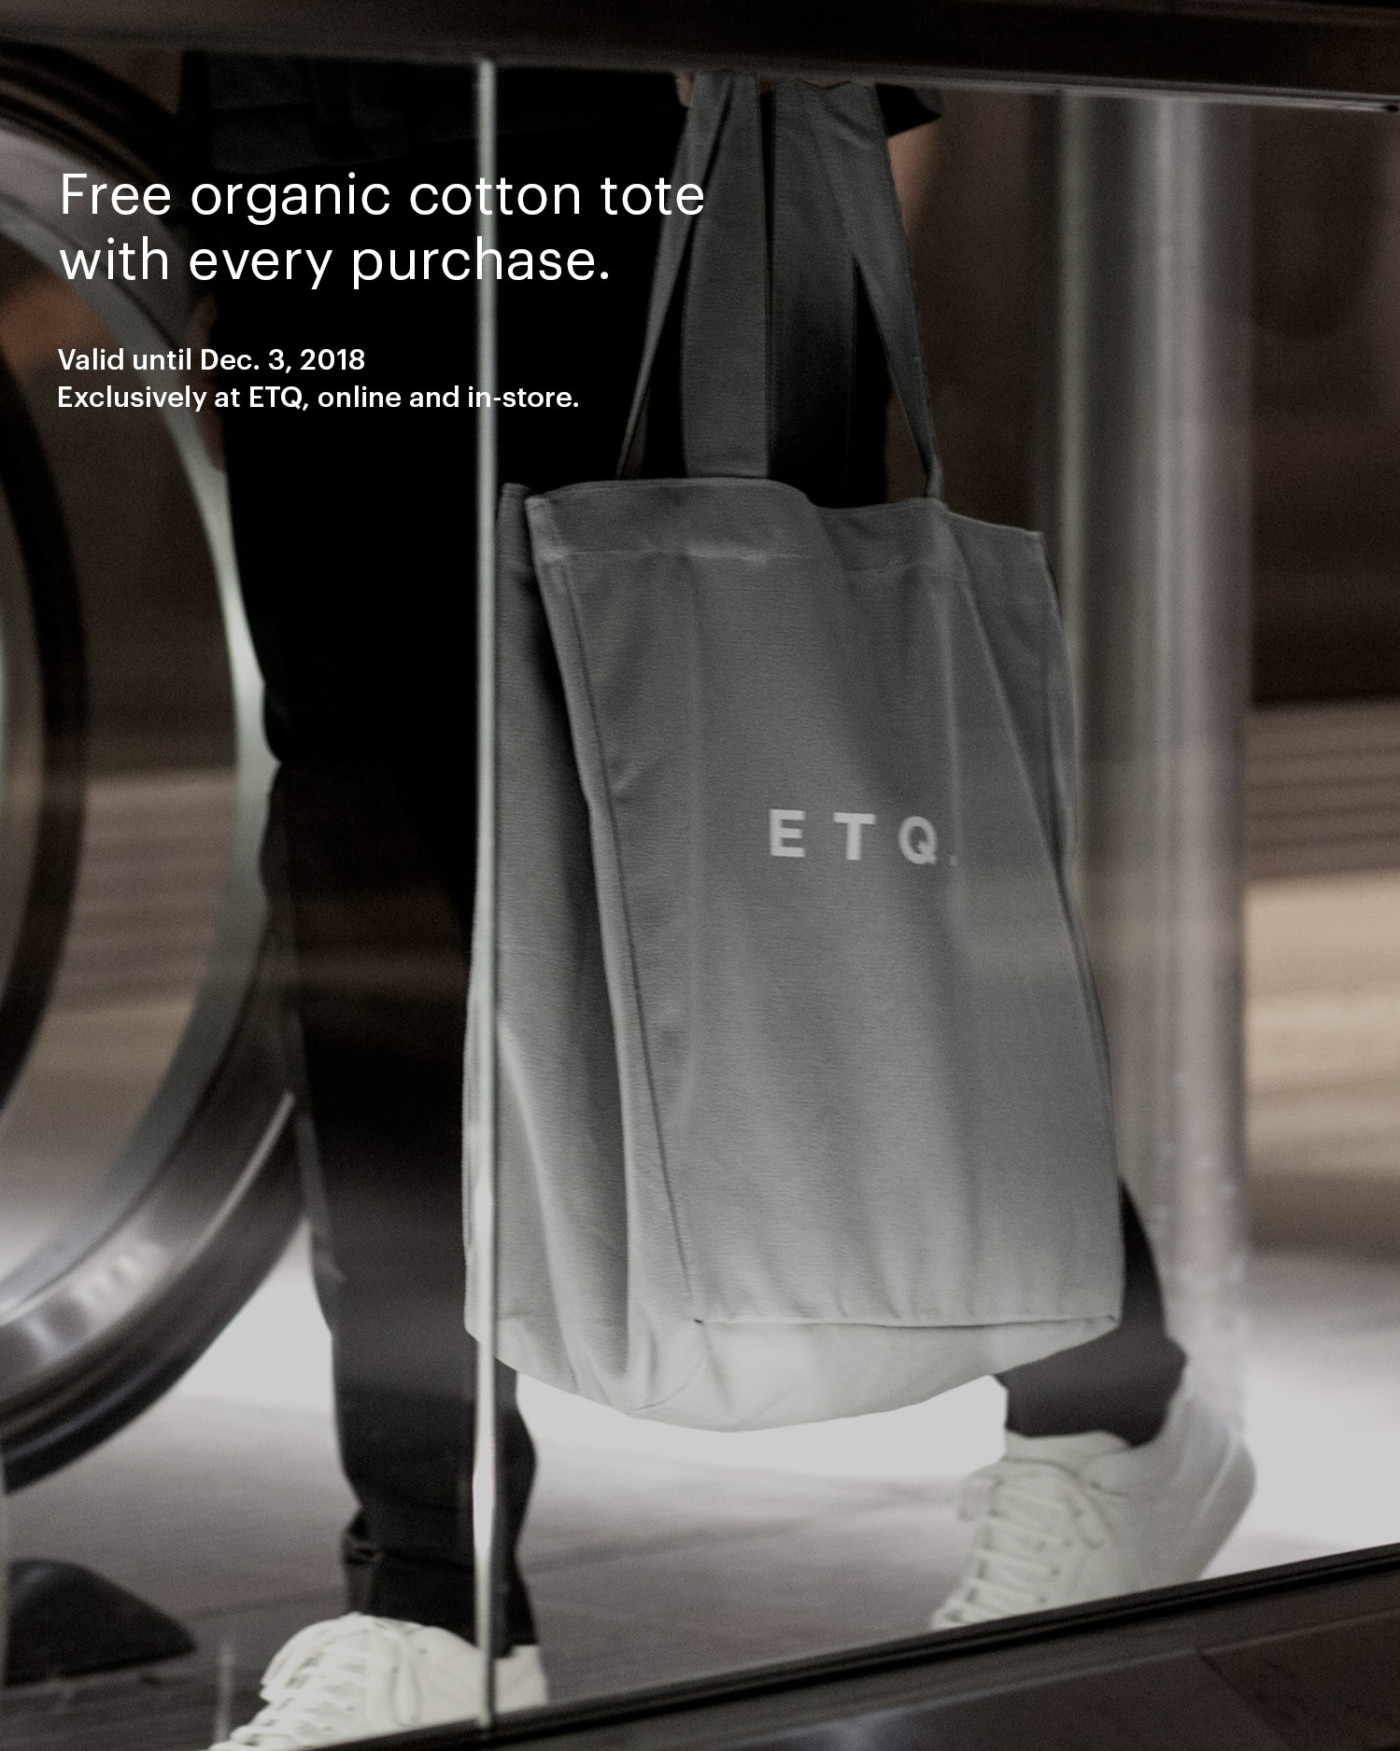 Free organic cotton tote
with every purchase.
Valid until Dec. 3, 2018
Exclusively at ETQ, online and in-store.
ETQ.